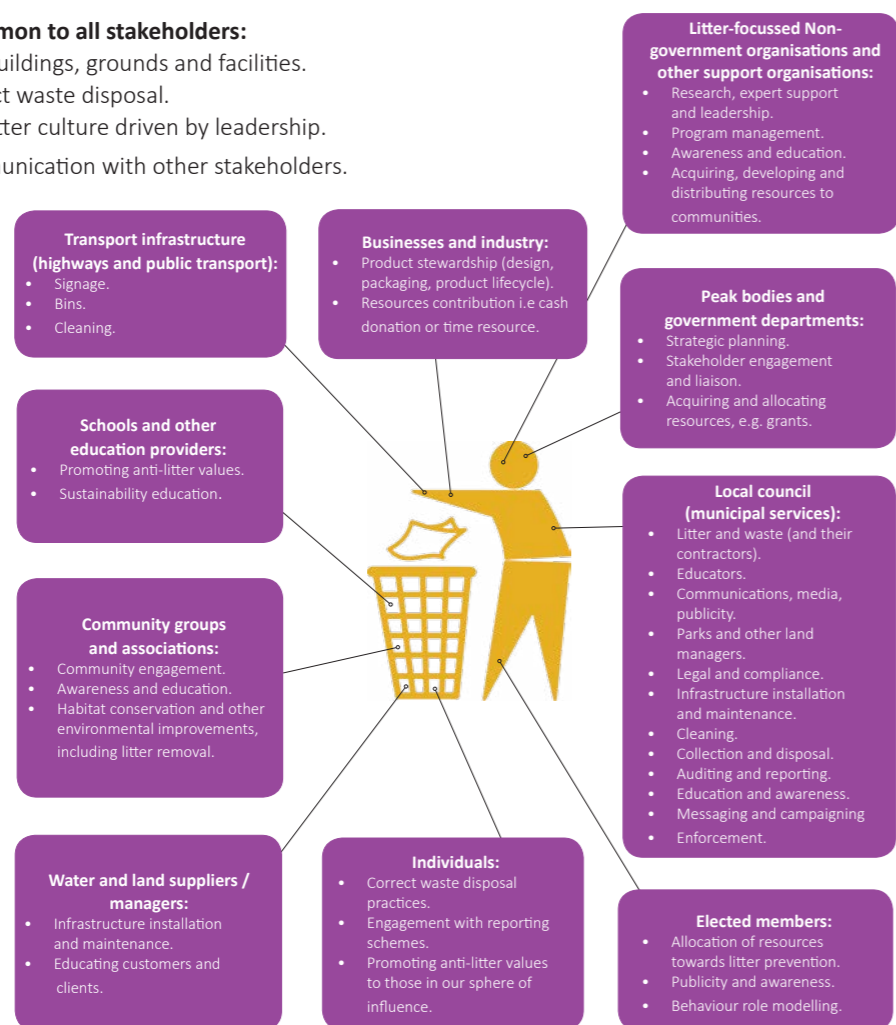 mon to all stakeholders:
uildings, grounds and facilities.
ct waste disposal.
tter culture driven by leadership.
unication with other stakeholders.
Litter-focussed Non-
government organisations and
other support organisations:
• Research, expert support
and leadership.
• Program management.
• Awareness and education.
• Acquiring, developing and
distributing resources to
communities.
Transport infrastructure
(highways and public transport):
• Signage.
• Bins.
• Cleaning.
Businesses and industry:
• Product stewardship (design,
packaging, product lifecycle).
• Resources contribution i.e cash
donation or time resource.
Peak bodies and
government departments:
• Strategic planning.
• Stakeholder engagement
and liaison.
• Acquiring and allocating
resources, e.g. grants.
Schools and other
education providers:
• Promoting anti-litter values.
• Sustainability education.
Local council
(municipal services):
• Litter and waste (and their
contractors).
• Educators.
• Communications, media,
publicity.
• Parks and other land
managers.
• Legal and compliance.
• Infrastructure installation
and maintenance.
• Cleaning.
• Collection and disposal.
• Auditing and reporting.
• Education and awareness.
• Messaging and campaigning
• Enforcement.
Community groups
and associations:
• Community engagement.
• Awareness and education.
• Habitat conservation and other
environmental improvements,
including litter removal.
Water and land suppliers /
managers:
• Infrastructure installation
and maintenance.
• Educating customers and
clients.
Individuals:
• Correct waste disposal
practices.
• Engagement with reporting
schemes.
• Promoting anti-litter values
to those in our sphere of
influence.
Elected members:
• Allocation of resources
towards litter prevention.
• Publicity and awareness.
• Behaviour role modelling.